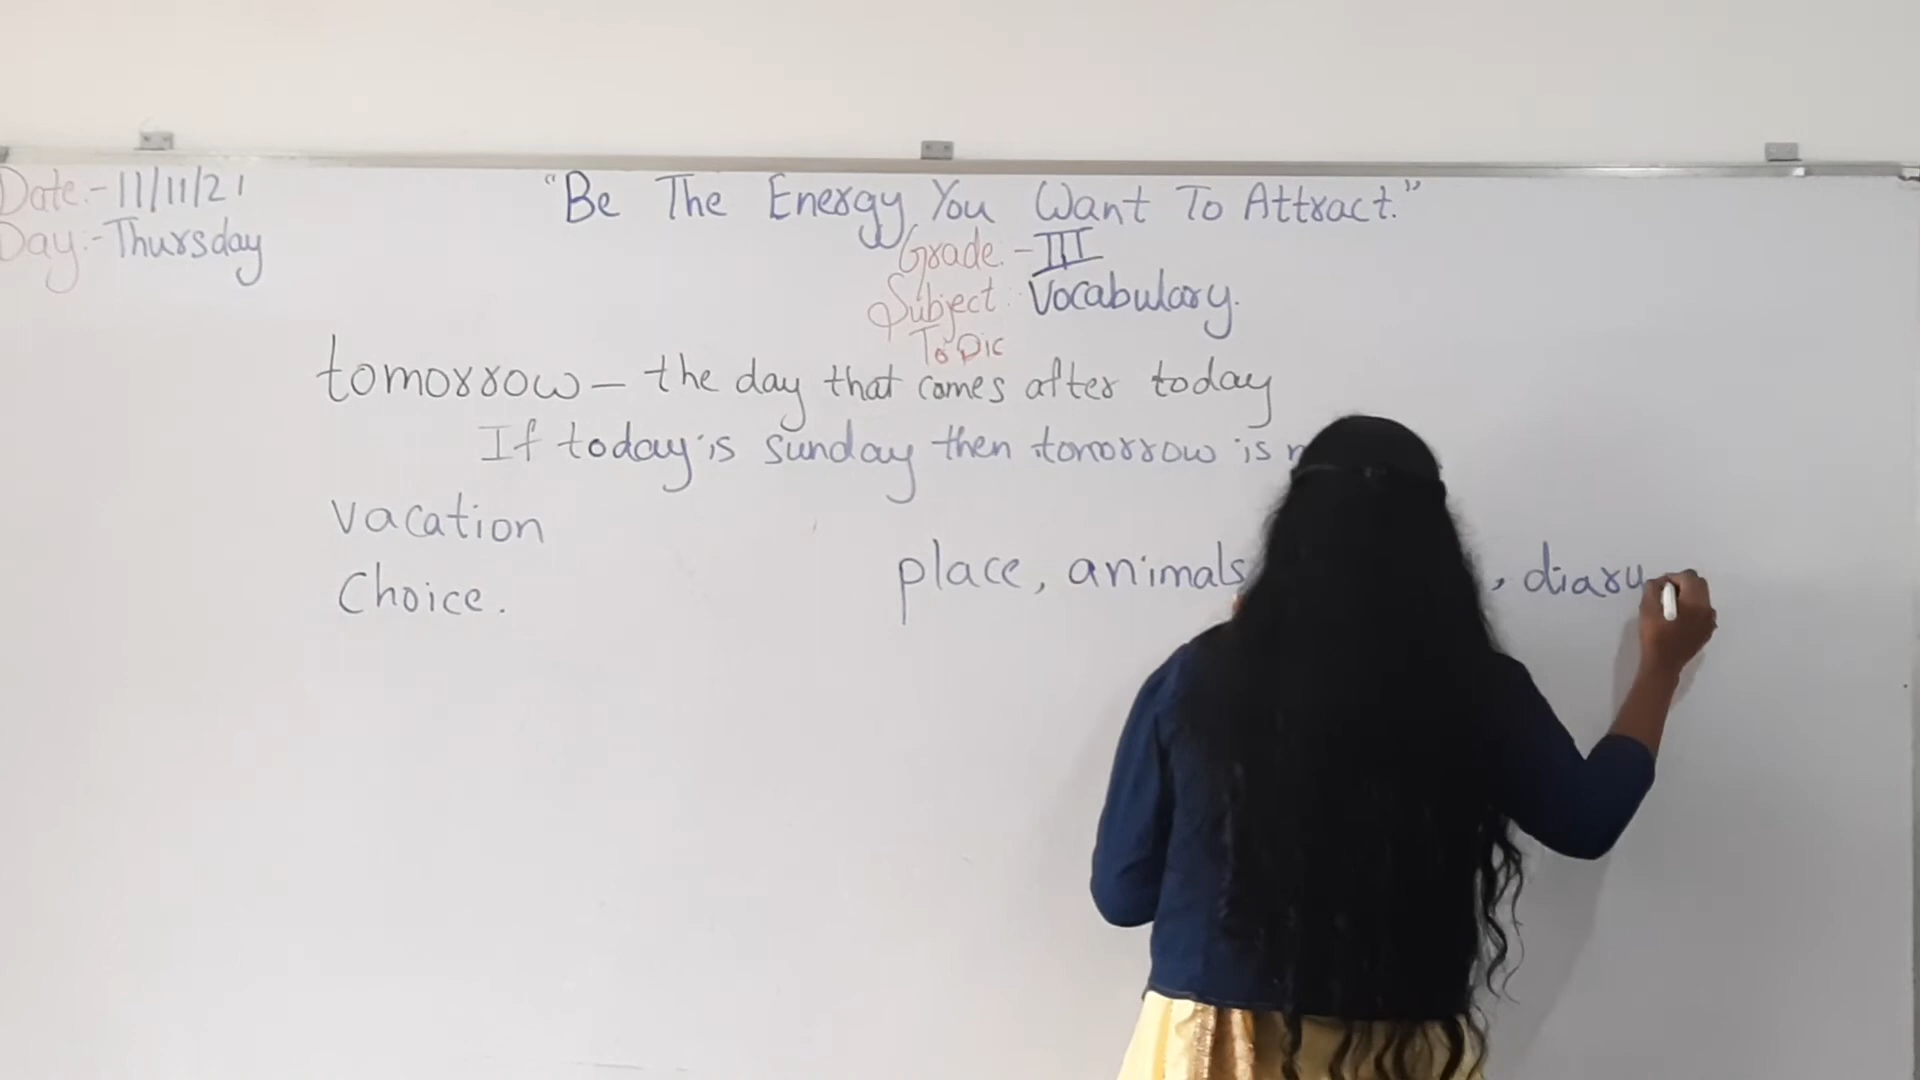 Date:- 11/11/21
Day:- Thursday
"Be The Energy You Want To Attract."
Grade:- III
Subject: Vocabulary.
Topic
tomorrow – the day that comes after today
If today is sunday then tomorrow is
vacation
place, animals , diary
Choice.